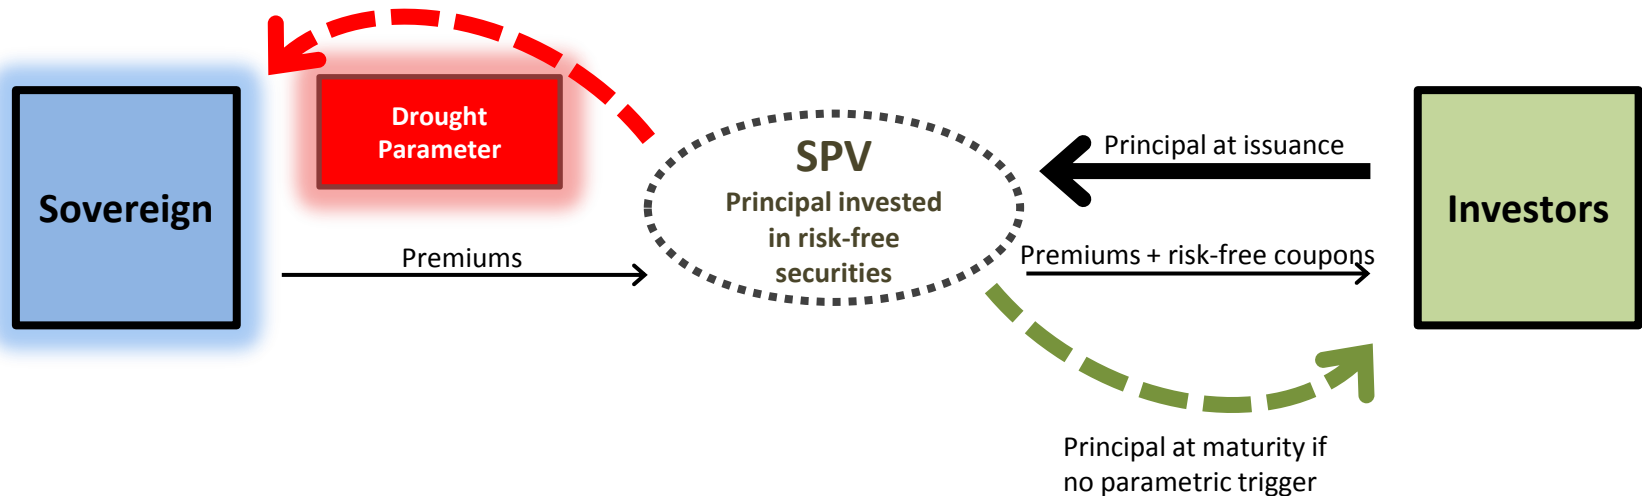 Sovereign
Drought
Parameter
Premiums
SPV
Principal invested
in risk-free
securities
Principal at issuance
Premiums + risk-free coupons
Investors
Principal at maturity if
no parametric trigger